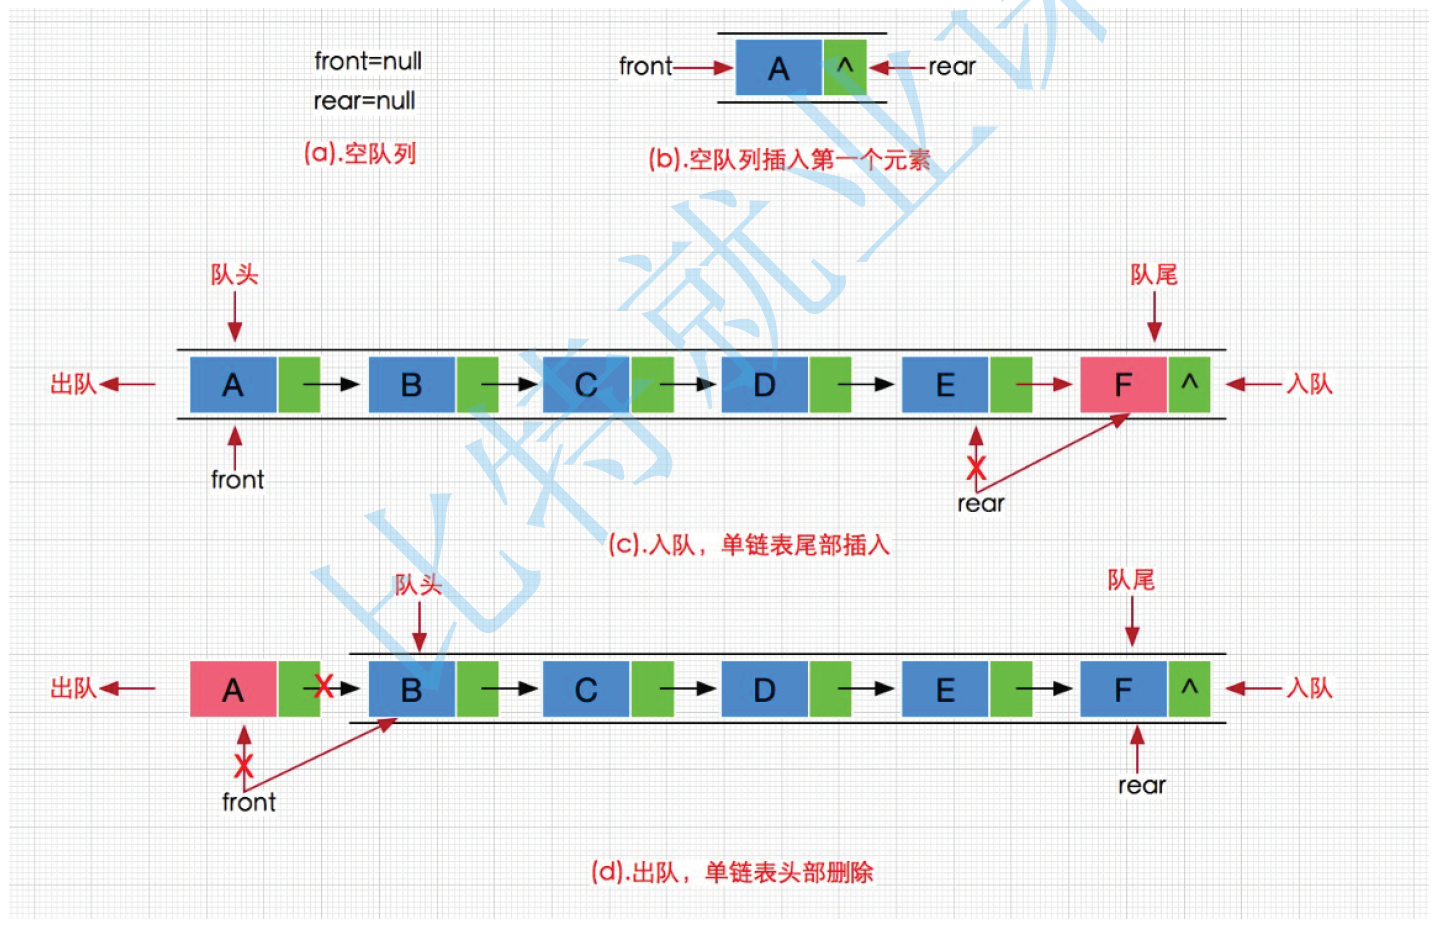 front=null
rear=null
(a).空队列
front
A
^
rear
(b).空队列插入第一个元素
队头
队尾
出队
A
B
C
D
E
F
^
入队
front
X
rear
(c).入队，单链表尾部插入
队头
队尾
出队
A
X
B
C
D
E
F
^
入队
X
front
rear
(d).出队，单链表头部删除
比特就业课